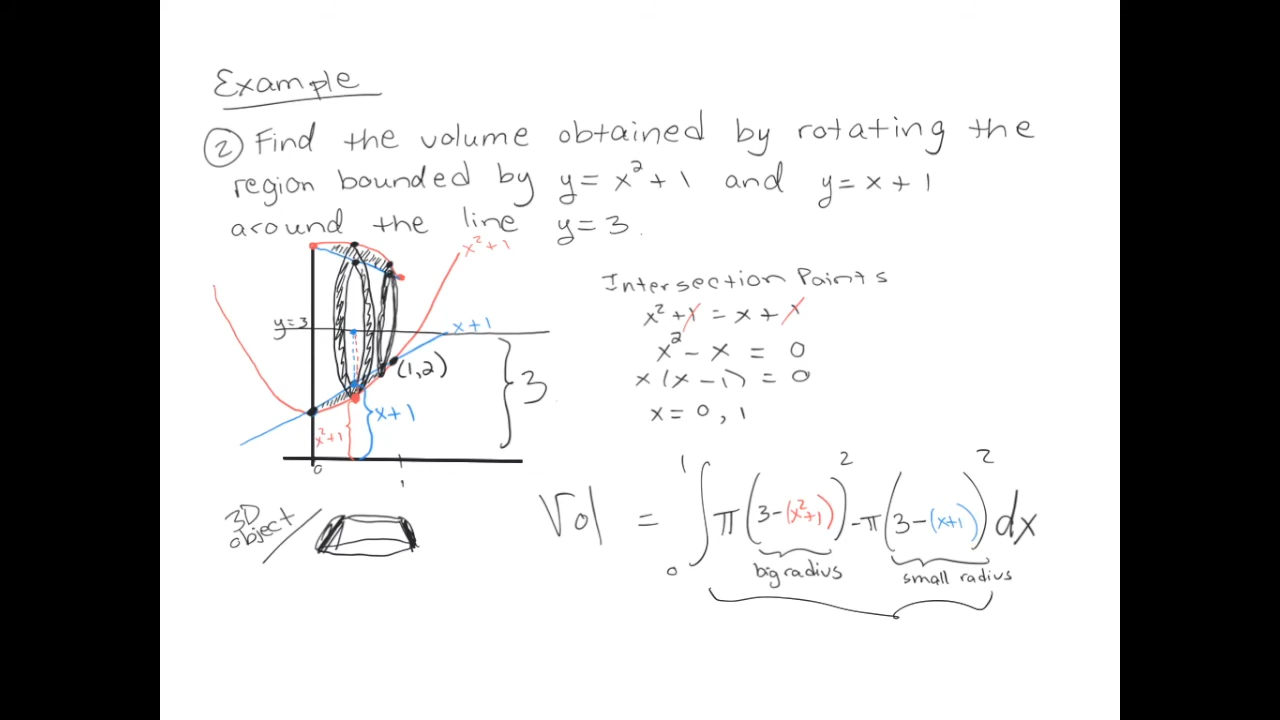 Example
② Find the volume obtained by rotating the
region bounded by y = x² + 1 and y = x + 1
around the line y = 3.
x²+1
y=3
x+1
(1,2)
3
x+1
x²+1
0
1
3D
object
Intersection Points
x² + 1 = x + 1
x² - x = 0
x(x-1) = 0
x = 0, 1
Vol = ∫₀¹ π(3-(x²+1))² - π(3-(x+1))² dx
big radius
small radius